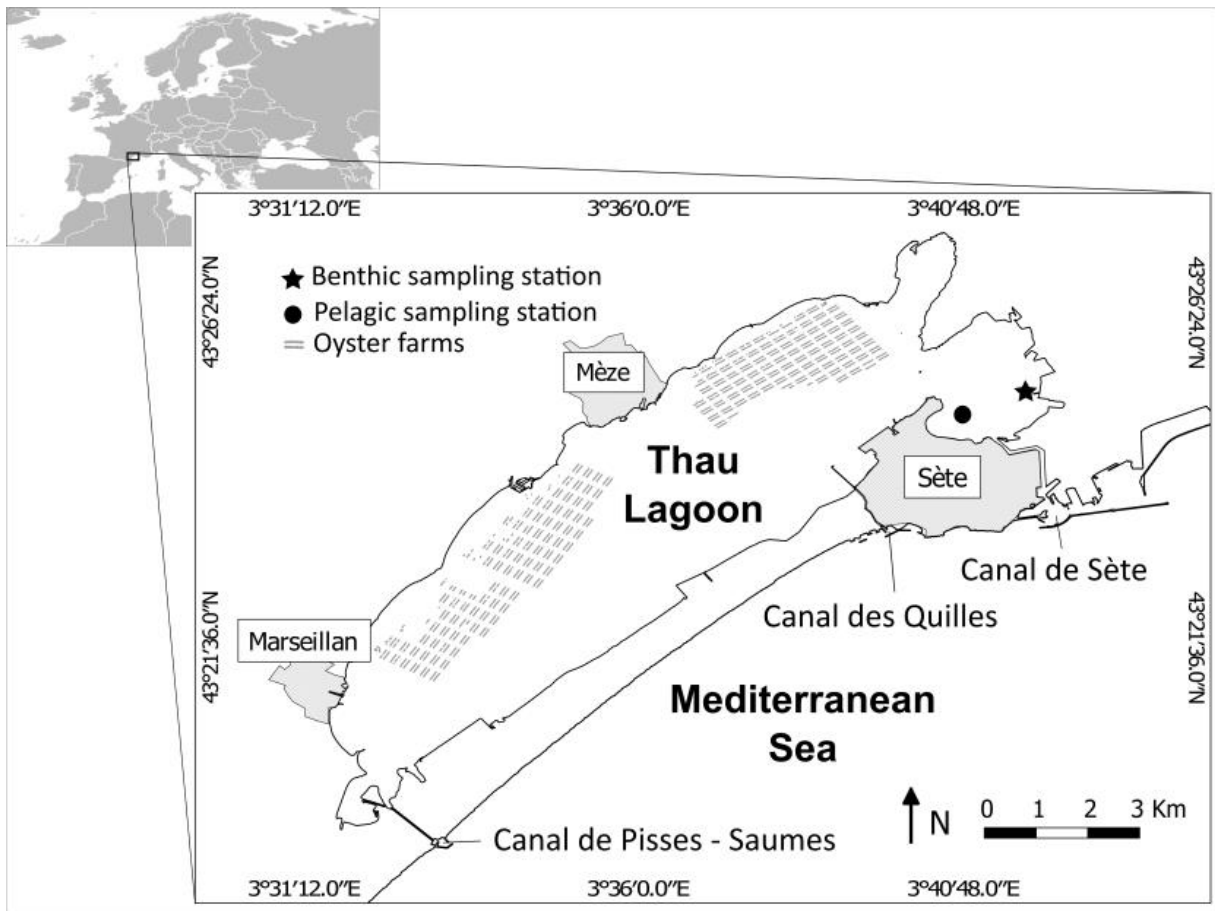 3°31′12.0″E
3°36′0.0″E
3°40′48.0″E
43°26′24.0″N
43°26′24.0″N
Benthic sampling station
Pelagic sampling station
Oyster farms
Mèze
Thau
Lagoon
Sète
Canal de Sète
Canal des Quilles
43°21′36.0″N
43°21′36.0″N
Marseillan
Mediterranean
Sea
N
0 1 2 3 Km
Canal de Pisses - Saumes
3°31′12.0″E
3°36′0.0″E
3°40′48.0″E